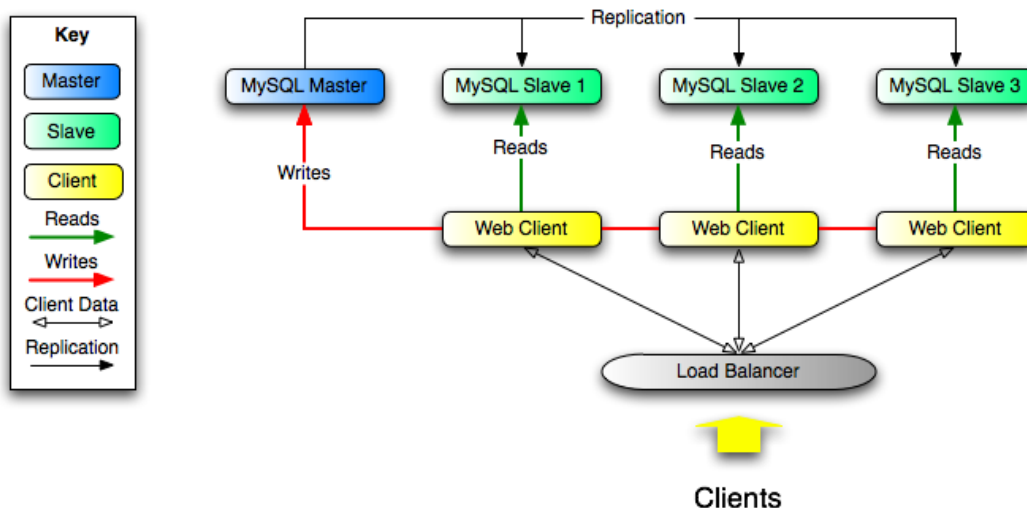 Key
Master
Slave
Client
Reads
Writes
Client Data
Replication
Replication
MySQL Master
MySQL Slave 1
MySQL Slave 2
MySQL Slave 3
Writes
Reads
Reads
Reads
Web Client
Web Client
Web Client
Load Balancer
Clients